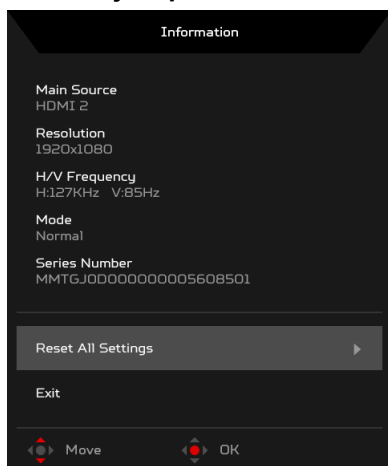 Information
Main Source
HDMI 2
Resolution
1920x1080
H/V Frequency
H:127KHz V:85Hz
Mode
Normal
Series Number
MMTGJ0D000000005608501
Reset All Settings
Exit
Move OK